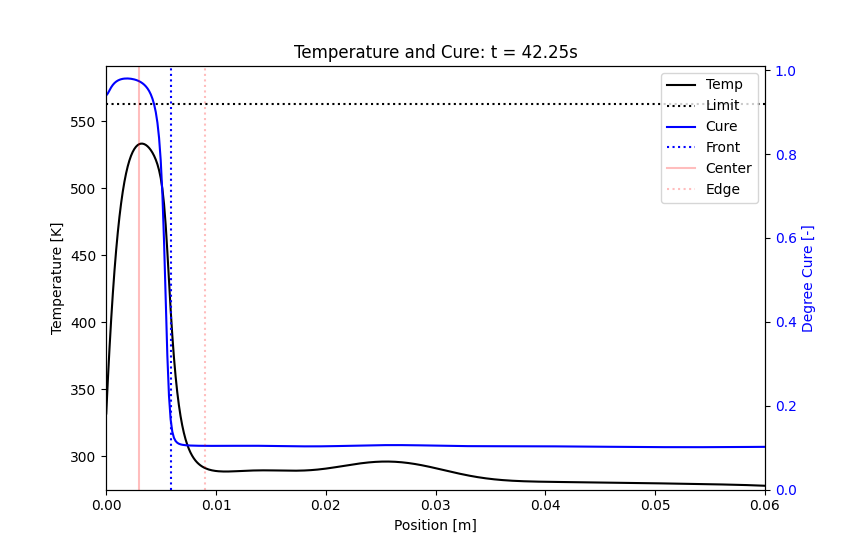 Temperature and Cure: t = 42.25s
Temp
Limit
Cure
Front
Center
Edge
550
500
450
400
350
300
Temperature [K]
1.0
0.8
0.6
0.4
0.2
0.0
Degree Cure [-]
0.00 0.01 0.02 0.03 0.04 0.05 0.06
Position [m]